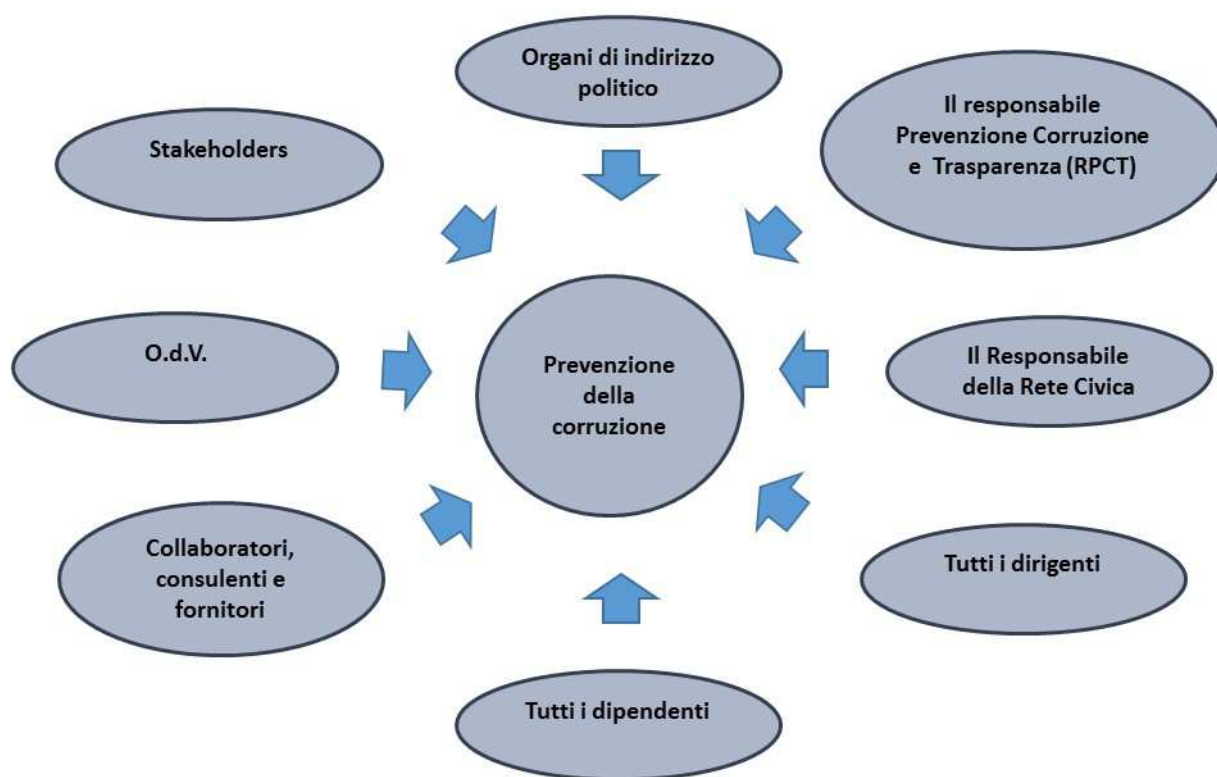 Organi di indirizzo
politico
Il responsabile
Prevenzione Corruzione
e Trasparenza (RPCT)
Stakeholders
O.d.V.
Prevenzione
della
corruzione
Il Responsabile
della Rete Civica
Collaboratori,
consulenti e
fornitori
Tutti i dirigenti
Tutti i dipendenti